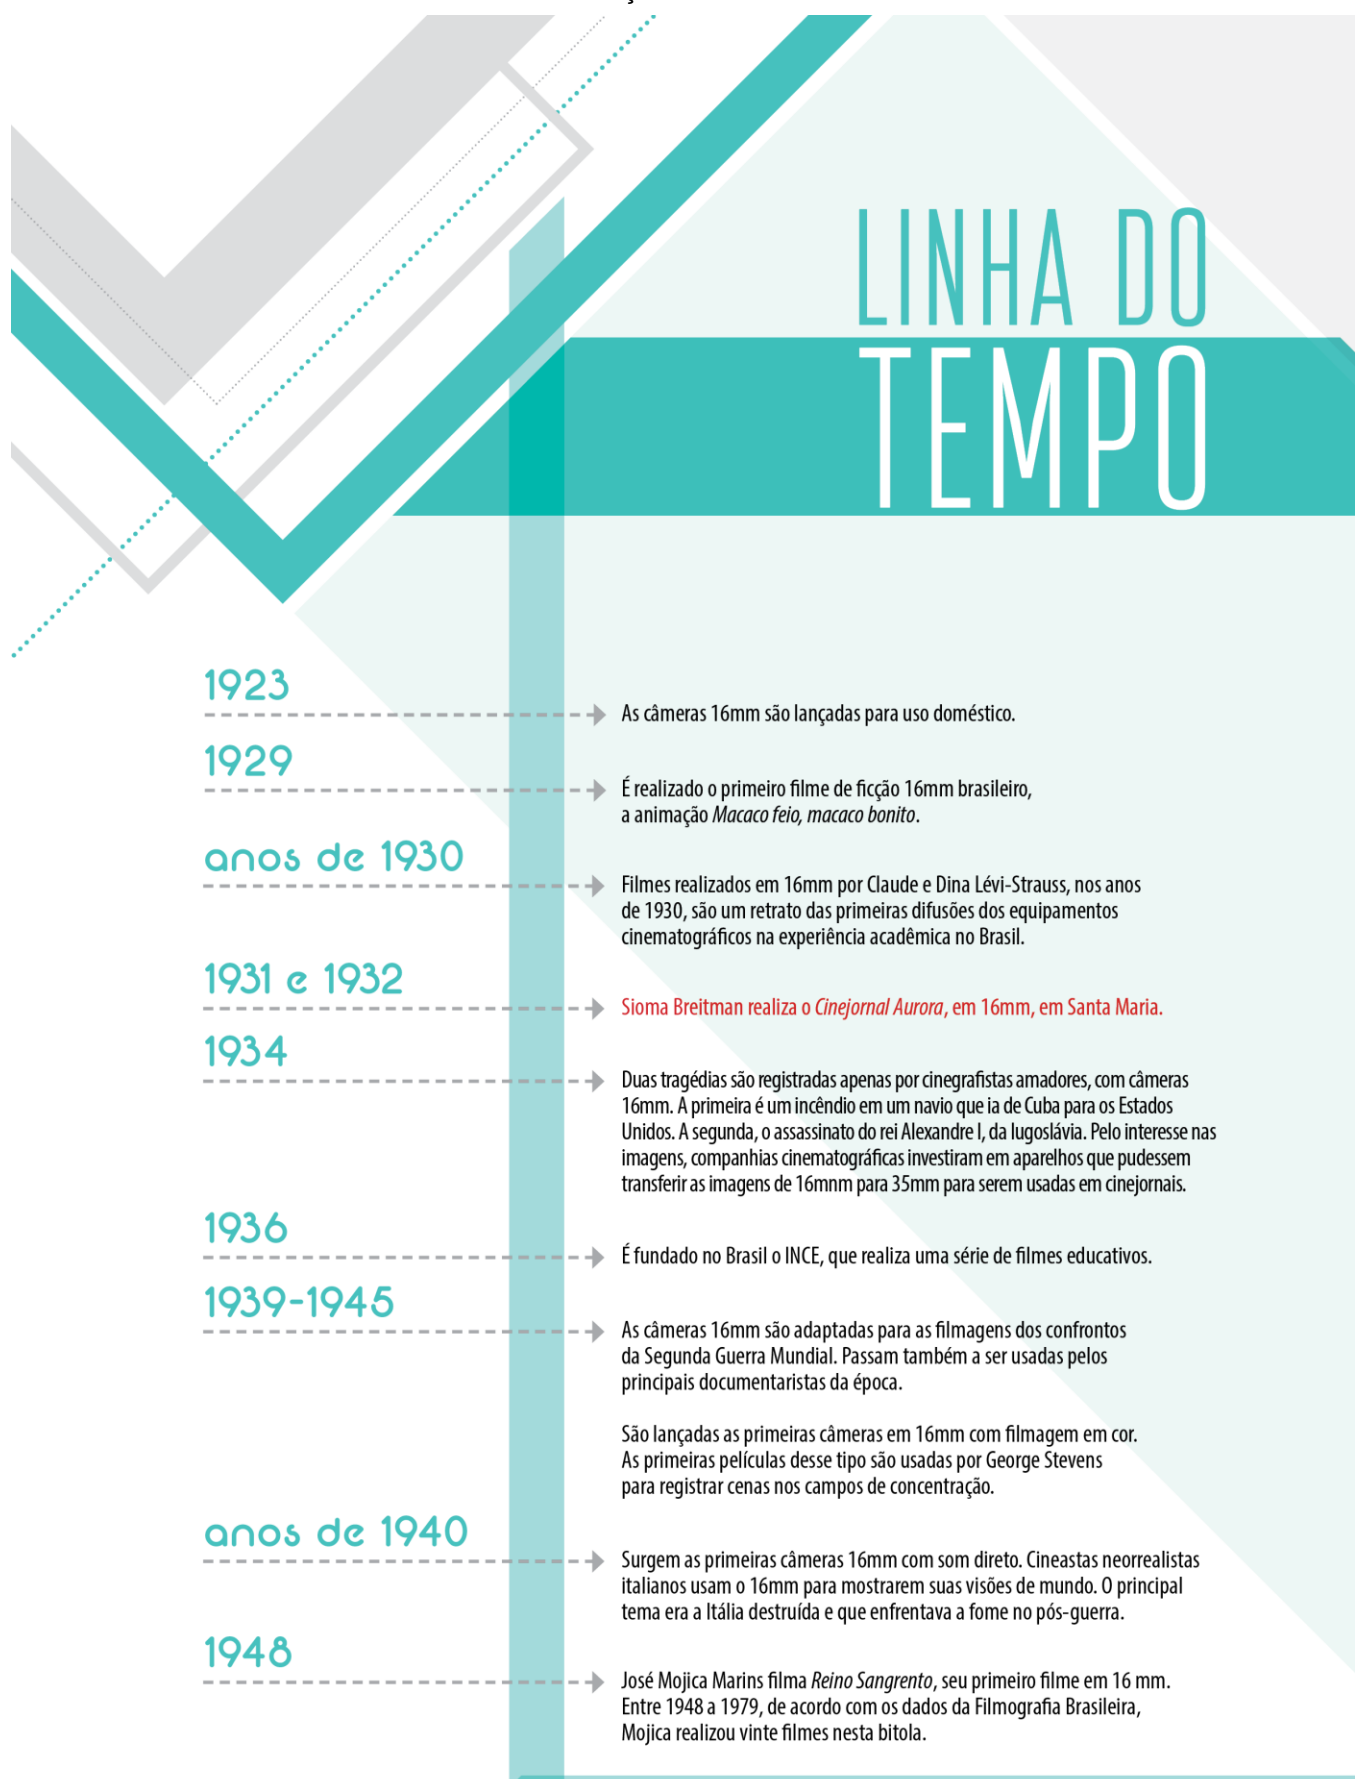 LINHA DO
TEMPO
1923
As câmeras 16mm são lançadas para uso doméstico.
1929
É realizado o primeiro filme de ficção 16mm brasileiro,
a animação Macaco feio, macaco bonito.
anos de 1930
Filmes realizados em 16mm por Claude e Dina Lévi-Strauss, nos anos
de 1930, são um retrato das primeiras difusões dos equipamentos
cinematográficos na experiência acadêmica no Brasil.
1931 e 1932
Sioma Breitman realiza o Cinejornal Aurora, em 16mm, em Santa Maria.
1934
Duas tragédias são registradas apenas por cinegrafistas amadores, com câmeras
16mm. A primeira é um incêndio em um navio que ia de Cuba para os Estados
Unidos. A segunda, o assassinato do rei Alexandre I, da Iugoslávia. Pelo interesse nas
imagens, companhias cinematográficas investiram em aparelhos que pudessem
transferir as imagens de 16mnm para 35mm para serem usadas em cinejornais.
1936
É fundado no Brasil o INCE, que realiza uma série de filmes educativos.
1939-1945
As câmeras 16mm são adaptadas para as filmagens dos confrontos
da Segunda Guerra Mundial. Passam também a ser usadas pelos
principais documentaristas da época.
São lançadas as primeiras câmeras em 16mm com filmagem em cor.
As primeiras películas desse tipo são usadas por George Stevens
para registrar cenas nos campos de concentração.
anos de 1940
Surgem as primeiras câmeras 16mm com som direto. Cineastas neorrealistas
italianos usam o 16mm para mostrarem suas visões de mundo. O principal
tema era a Itália destruída e que enfrentava a fome no pós-guerra.
1948
José Mojica Marins filma Reino Sangrento, seu primeiro filme em 16 mm.
Entre 1948 a 1979, de acordo com os dados da Filmografia Brasileira,
Mojica realizou vinte filmes nesta bitola.